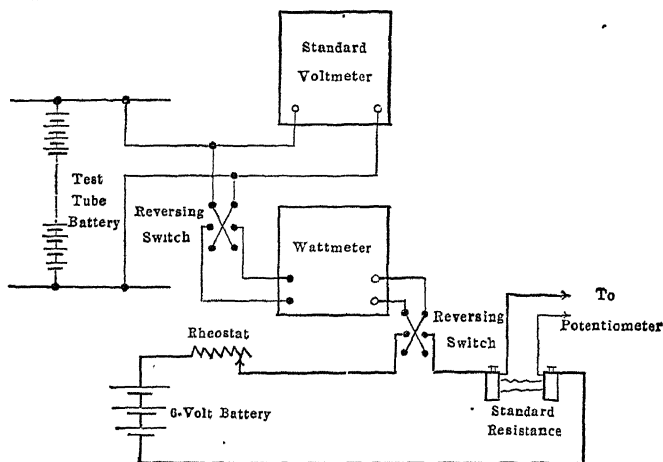 Standard
Voltmeter
Test
Tube
Battery
Reversing
Switch
Wattmeter
To
Potentiometer
Reversing
Switch
Rheostat
6-Volt Battery
Standard
Resistance